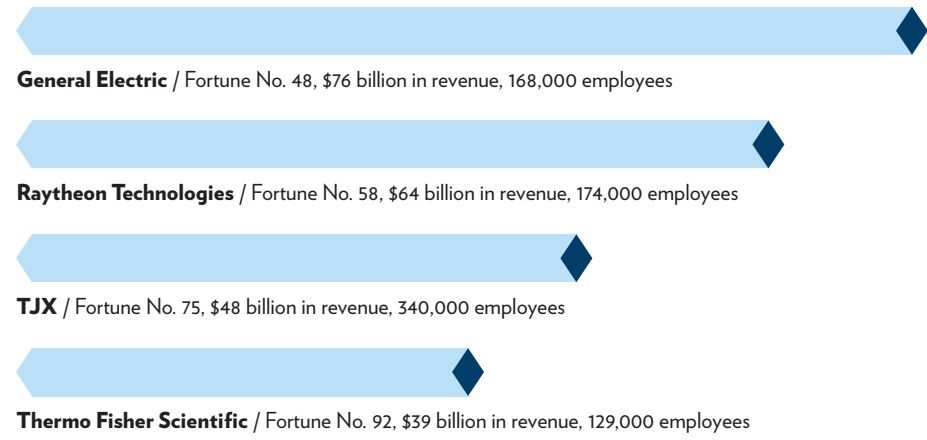 General Electric / Fortune No. 48, $76 billion in revenue, 168,000 employees
Raytheon Technologies / Fortune No. 58, $64 billion in revenue, 174,000 employees
TJX / Fortune No. 75, $48 billion in revenue, 340,000 employees
Thermo Fisher Scientific / Fortune No. 92, $39 billion in revenue, 129,000 employees